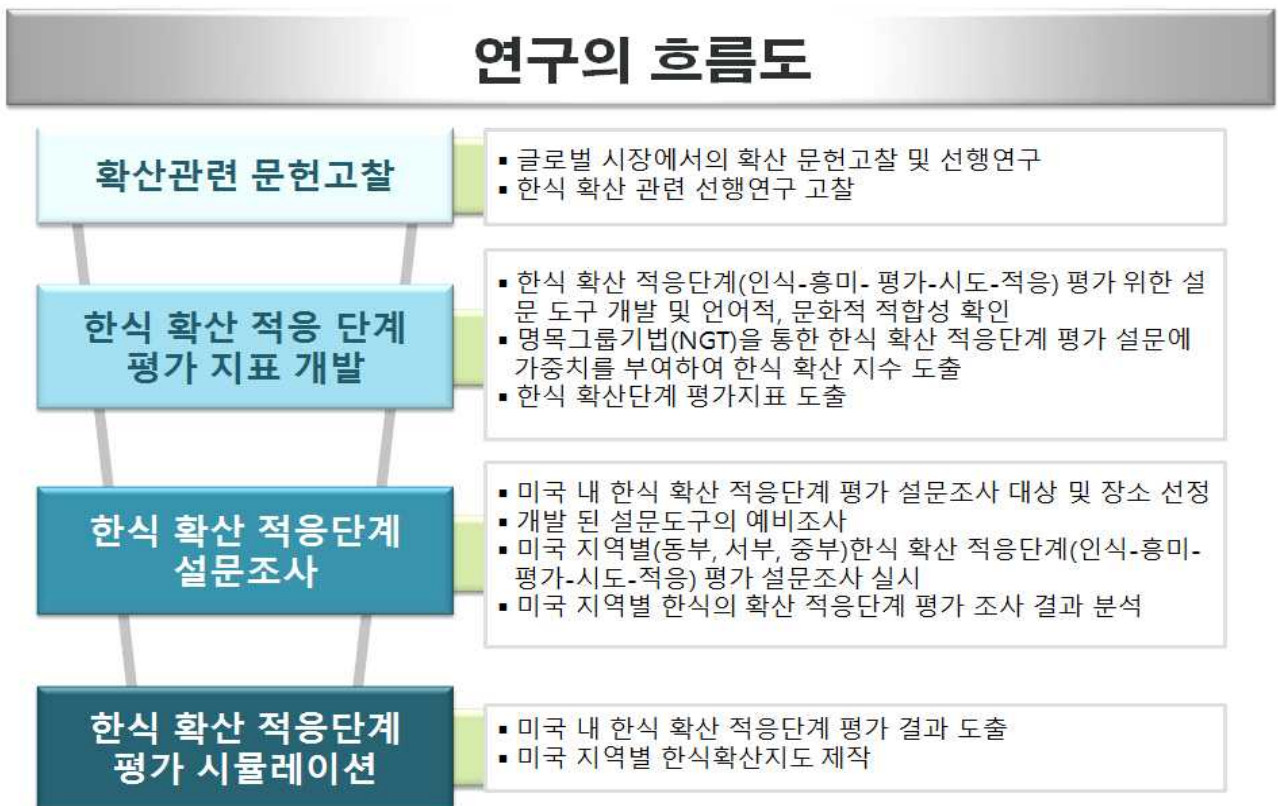 연구의 흐름도
확산관련 문헌고찰
▪ 글로벌 시장에서의 확산 문헌고찰 및 선행연구
▪ 한식 확산 관련 선행연구 고찰
한식 확산 적응 단계
평가 지표 개발
▪ 한식 확산 적응단계(인식-흥미- 평가-시도-적응) 평가 위한 설
문 도구 개발 및 언어적, 문화적 적합성 확인
▪ 명목그룹기법(NGT)을 통한 한식 확산 적응단계 평가 설문에
가중치를 부여하여 한식 확산 지수 도출
▪ 한식 확산단계 평가지표 도출
한식 확산 적응단계
설문조사
▪ 미국 내 한식 확산 적응단계 평가 설문조사 대상 및 장소 선정
▪ 개발 된 설문도구의 예비조사
▪ 미국 지역별(동부, 서부, 중부)한식 확산 적응단계(인식-흥미-
평가-시도-적응) 평가 설문조사 실시
▪ 미국 지역별 한식의 확산 적응단계 평가 조사 결과 분석
한식 확산 적응단계
평가 시뮬레이션
▪ 미국 내 한식 확산 적응단계 평가 결과 도출
▪ 미국 지역별 한식확산지도 제작